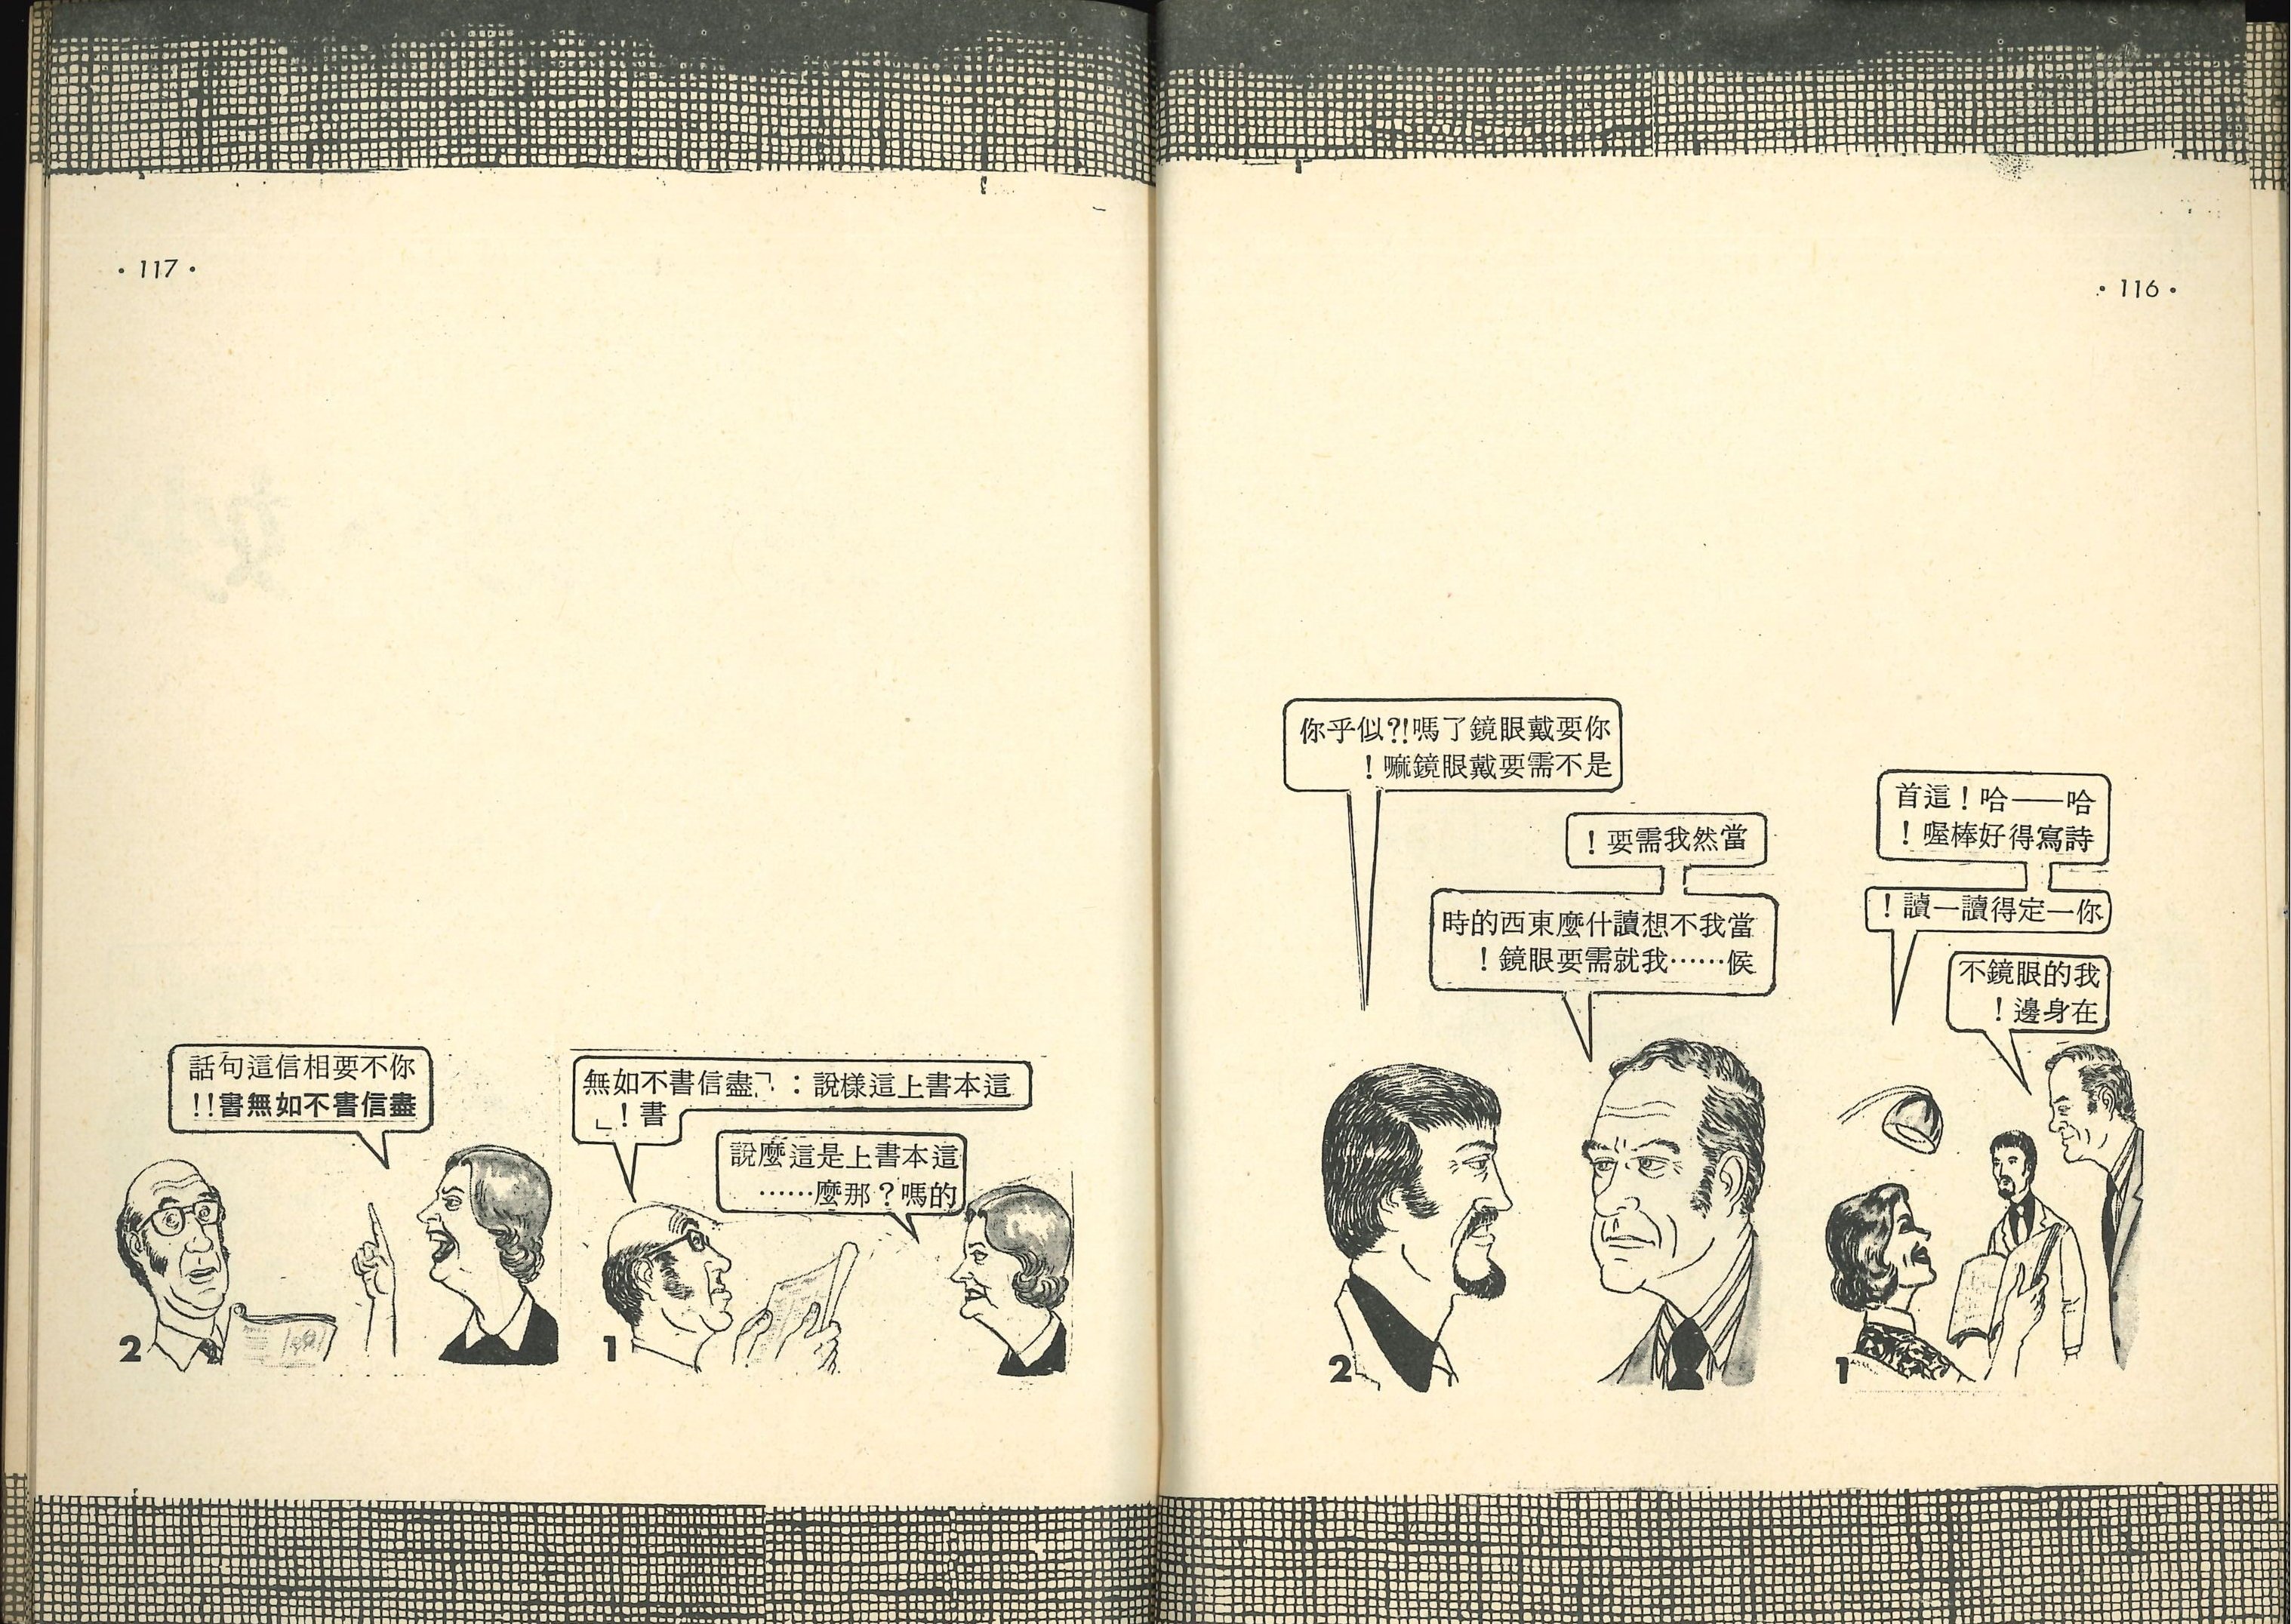 •116•
哈——哈！這首
詩寫得好棒喔！
你一定得讀一讀！
我的眼鏡不
在身邊！
1
你要戴眼鏡了嗎?!似乎你
是不需要戴眼鏡嘛！
當然我需要！
當我不想讀什麼東西的時
候……我就需要眼鏡！
2
•117•
這本書上這樣說：「盡信書不如無
書！」
這本書上是這麼說
的嗎？那麼……
1
你不要相信這句話
盡信書不如無書!!
2